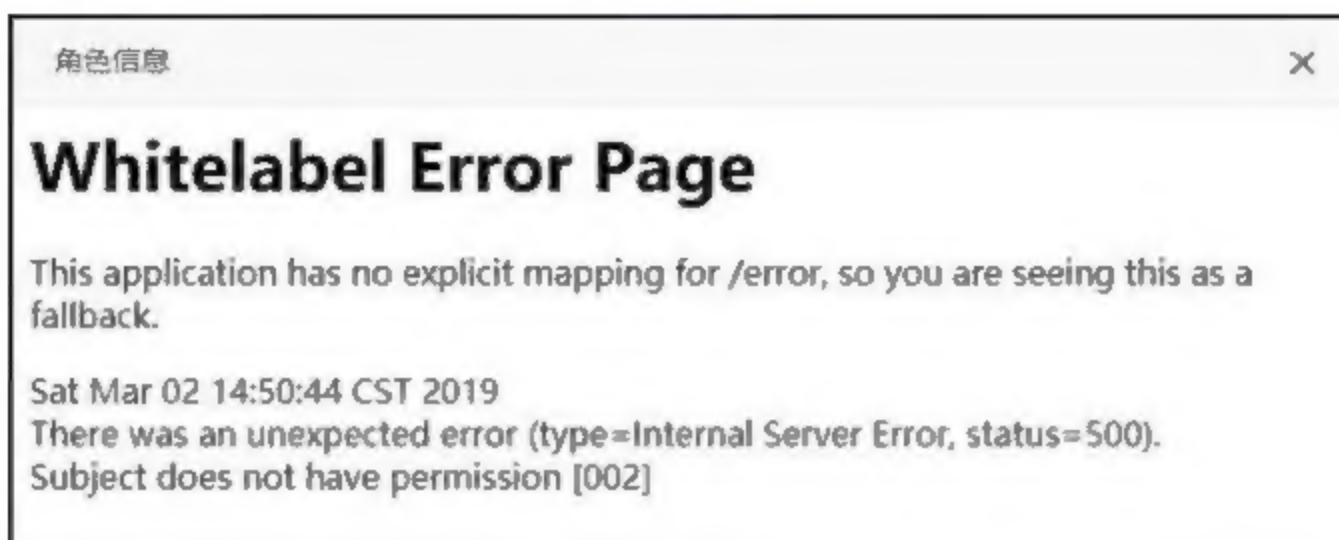 角色信息
Whitelabel Error Page
This application has no explicit mapping for /error, so you are seeing this as a
fallback.
Sat Mar 02 14:50:44 CST 2019
There was an unexpected error (type=Internal Server Error, status=500).
Subject does not have permission [002]